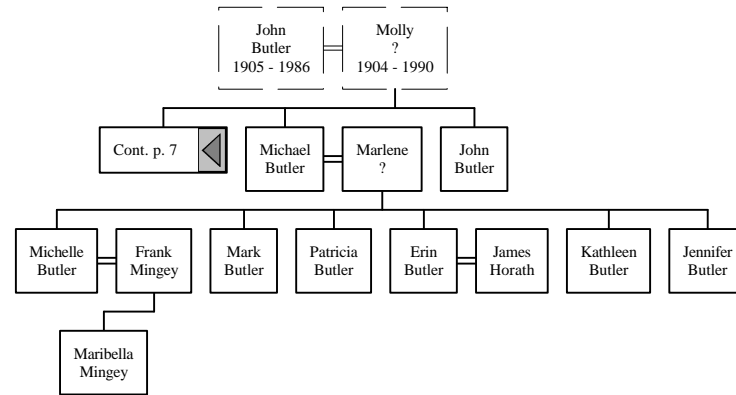 John
Butler
1905 - 1986
Molly
?
1904 - 1990
Cont. p. 7
Michael
Butler
Marlene
?
John
Butler
Michelle
Butler
Frank
Mingey
Mark
Butler
Patricia
Butler
Erin
Butler
James
Horath
Kathleen
Butler
Jennifer
Butler
Maribella
Mingey